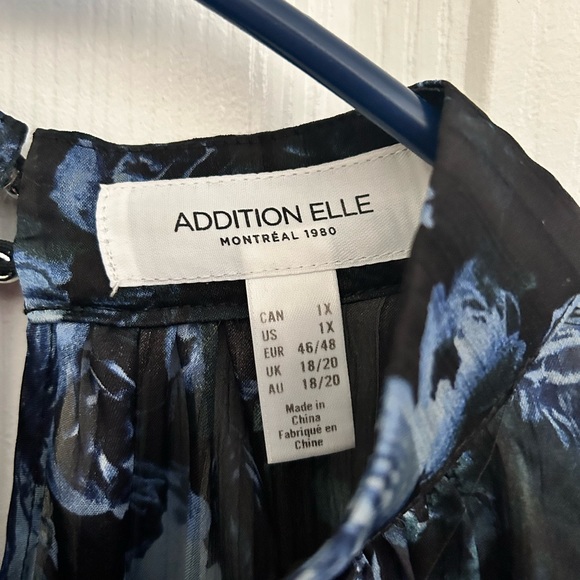 ADDITION ELLE
MONTRÉAL 1980
CAN 1X
US 1X
EUR 46/48
UK 18/20
AU 18/20
Made in
China
Fabriqué en
Chine